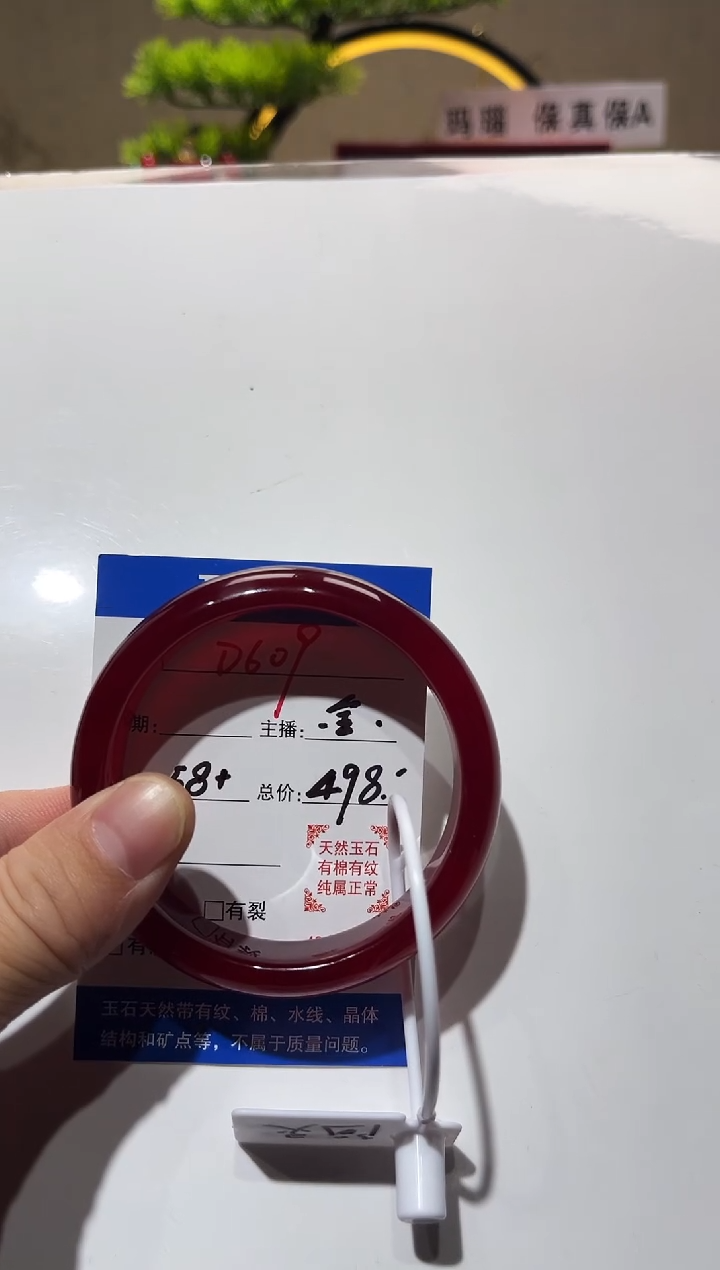 玛瑙 保真保A
D609
期: 主播: 金
58+ 总价: 498.-
天然玉石
有棉有纹
纯属正常
□有裂
□有
玉石天然带有纹、棉、水线、晶体
结构和矿点等，不属于质量问题。